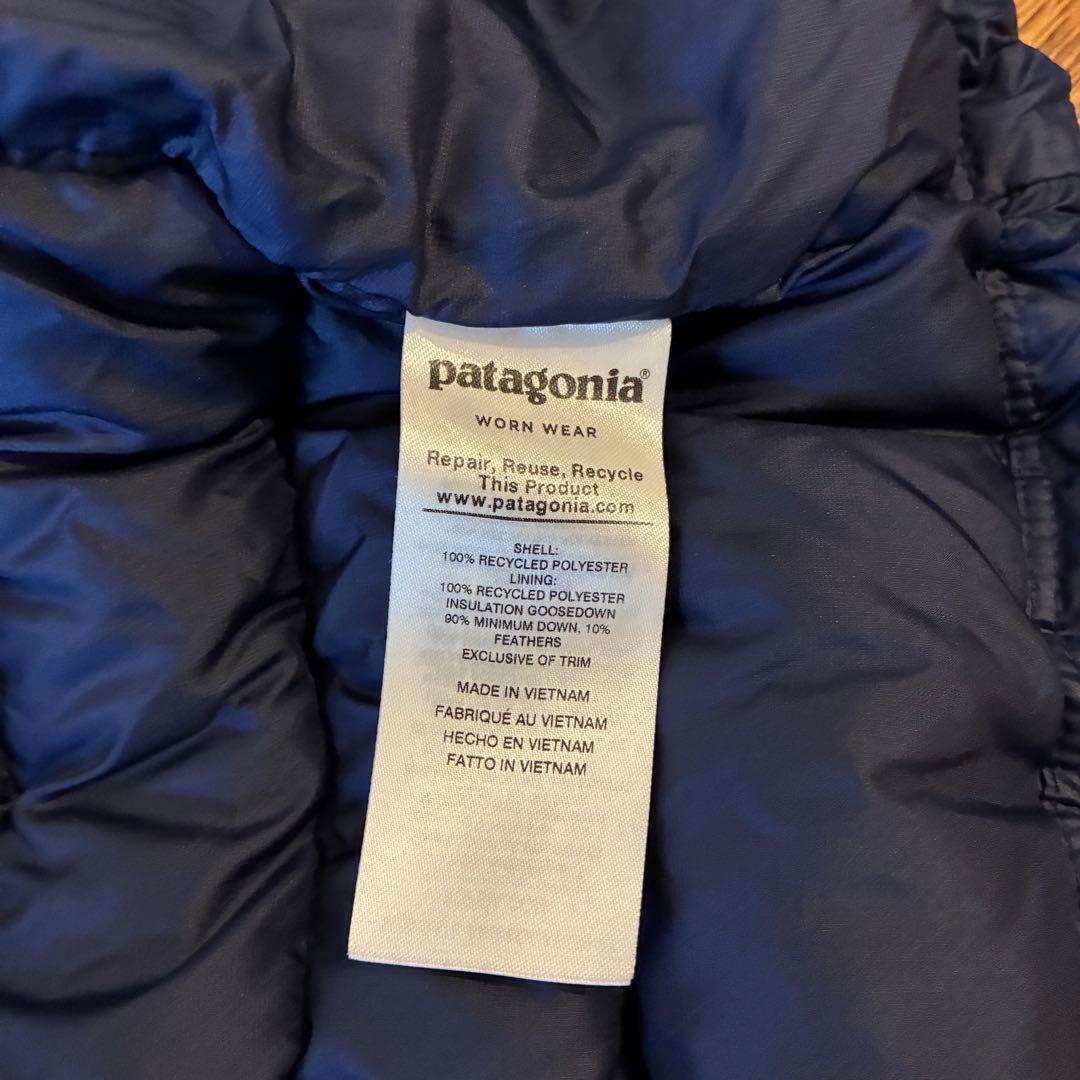 patagonia®
WORN WEAR
Repair, Reuse, Recycle
This Product
www.patagonia.com
SHELL:
100% RECYCLED POLYESTER
LINING:
100% RECYCLED POLYESTER
INSULATION GOOSEDOWN
90% MINIMUM DOWN, 10%
FEATHERS
EXCLUSIVE OF TRIM
MADE IN VIETNAM
FABRIQUÉ AU VIETNAM
HECHO EN VIETNAM
FATTO IN VIETNAM